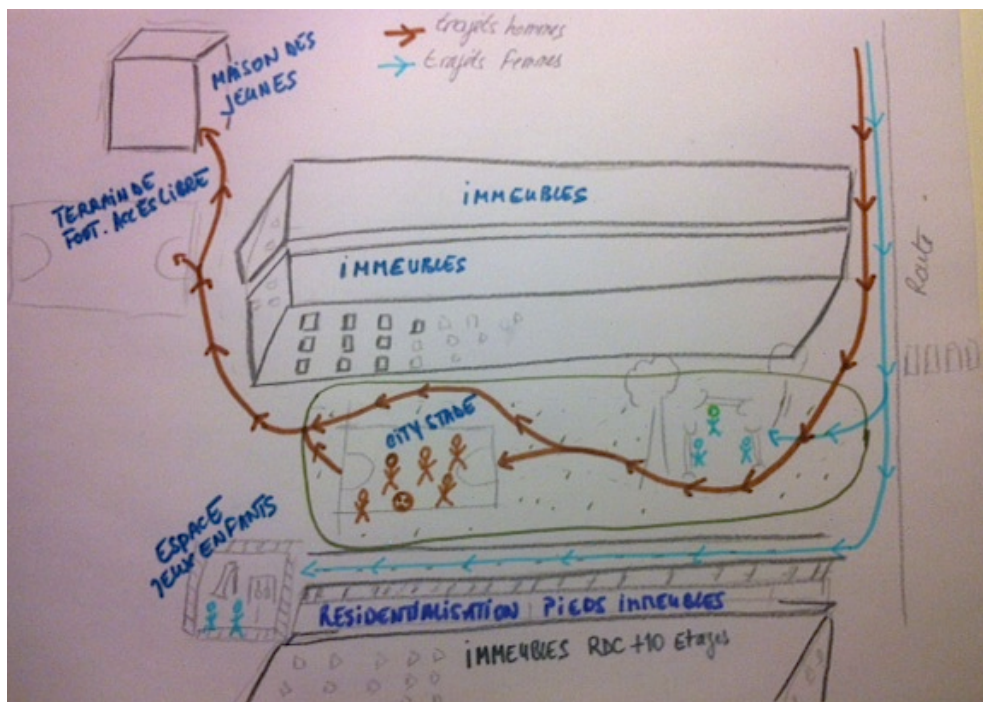 trajets hommes
trajets femmes
MAISON DES
JEUNES
TERRAIN DE
FOOT. ACCES LIBRE
IMMEUBLES
IMMEUBLES
Route
CITY STADE
ESPACE
JEUX ENFANTS
RESIDENTIALISATION PIEDS IMMEUBLES
IMMEUBLES RDC +10 Etages